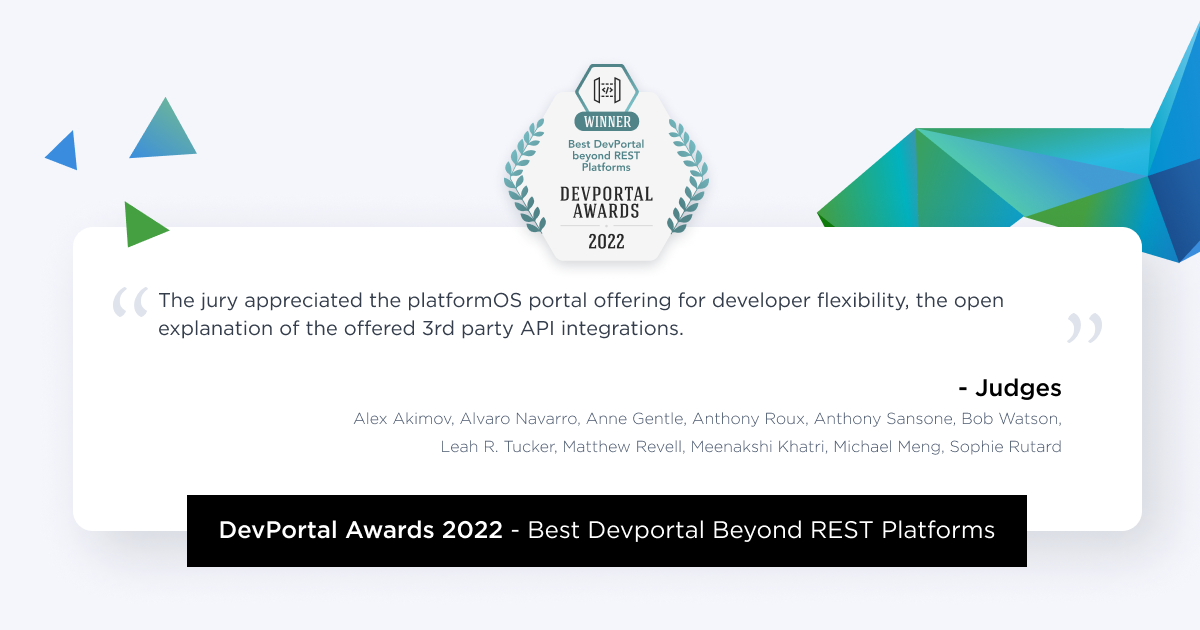 WINNER
Best DevPortal
beyond REST
Platforms
DEVPORTAL
AWARDS
2022
“ The jury appreciated the platformOS portal offering for developer flexibility, the open
explanation of the offered 3rd party API integrations. ”
- Judges
Alex Akimov, Alvaro Navarro, Anne Gentle, Anthony Roux, Anthony Sansone, Bob Watson,
Leah R. Tucker, Matthew Revell, Meenakshi Khatri, Michael Meng, Sophie Rutard
DevPortal Awards 2022 - Best Devportal Beyond REST Platforms